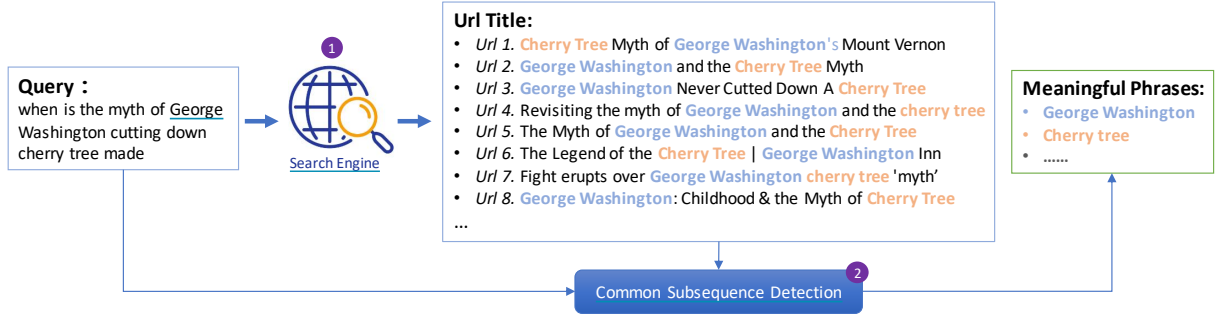 Query：
when is the myth of George
Washington cutting down
cherry tree made
1
Search Engine
Url Title:
• Url 1. Cherry Tree Myth of George Washington's Mount Vernon
• Url 2. George Washington and the Cherry Tree Myth
• Url 3. George Washington Never Cutted Down A Cherry Tree
• Url 4. Revisiting the myth of George Washington and the cherry tree
• Url 5. The Myth of George Washington and the Cherry Tree
• Url 6. The Legend of the Cherry Tree | George Washington Inn
• Url 7. Fight erupts over George Washington cherry tree 'myth’
• Url 8. George Washington: Childhood & the Myth of Cherry Tree
...
Meaningful Phrases:
• George Washington
• Cherry tree
• ......
2
Common Subsequence Detection